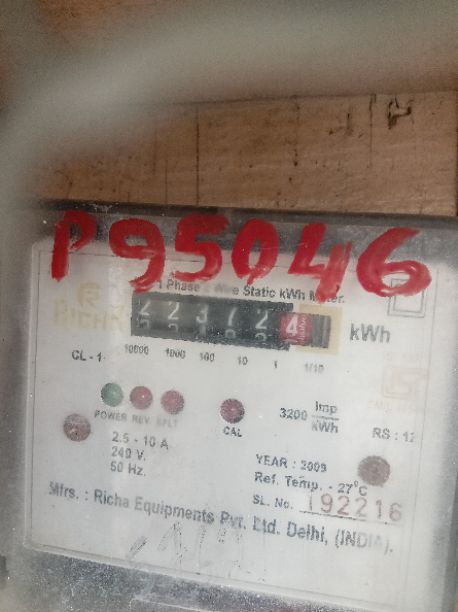 P95046
1 Phase 2 Wire Static kWh Meter.
RICHA
2 2 3 7 2 4 kWh
CL - 1 10000 1000 100 10 1 1/10
POWER REV EFLT
CAL
3200 Imp/kWh
RS : 12
2.5 - 10 A
240 V.
50 Hz.
YEAR : 2009
Ref. Temp. - 27°C
SL. No. 192216
Mfrs. : Richa Equipments Pvt. Ltd. Delhi, (INDIA).